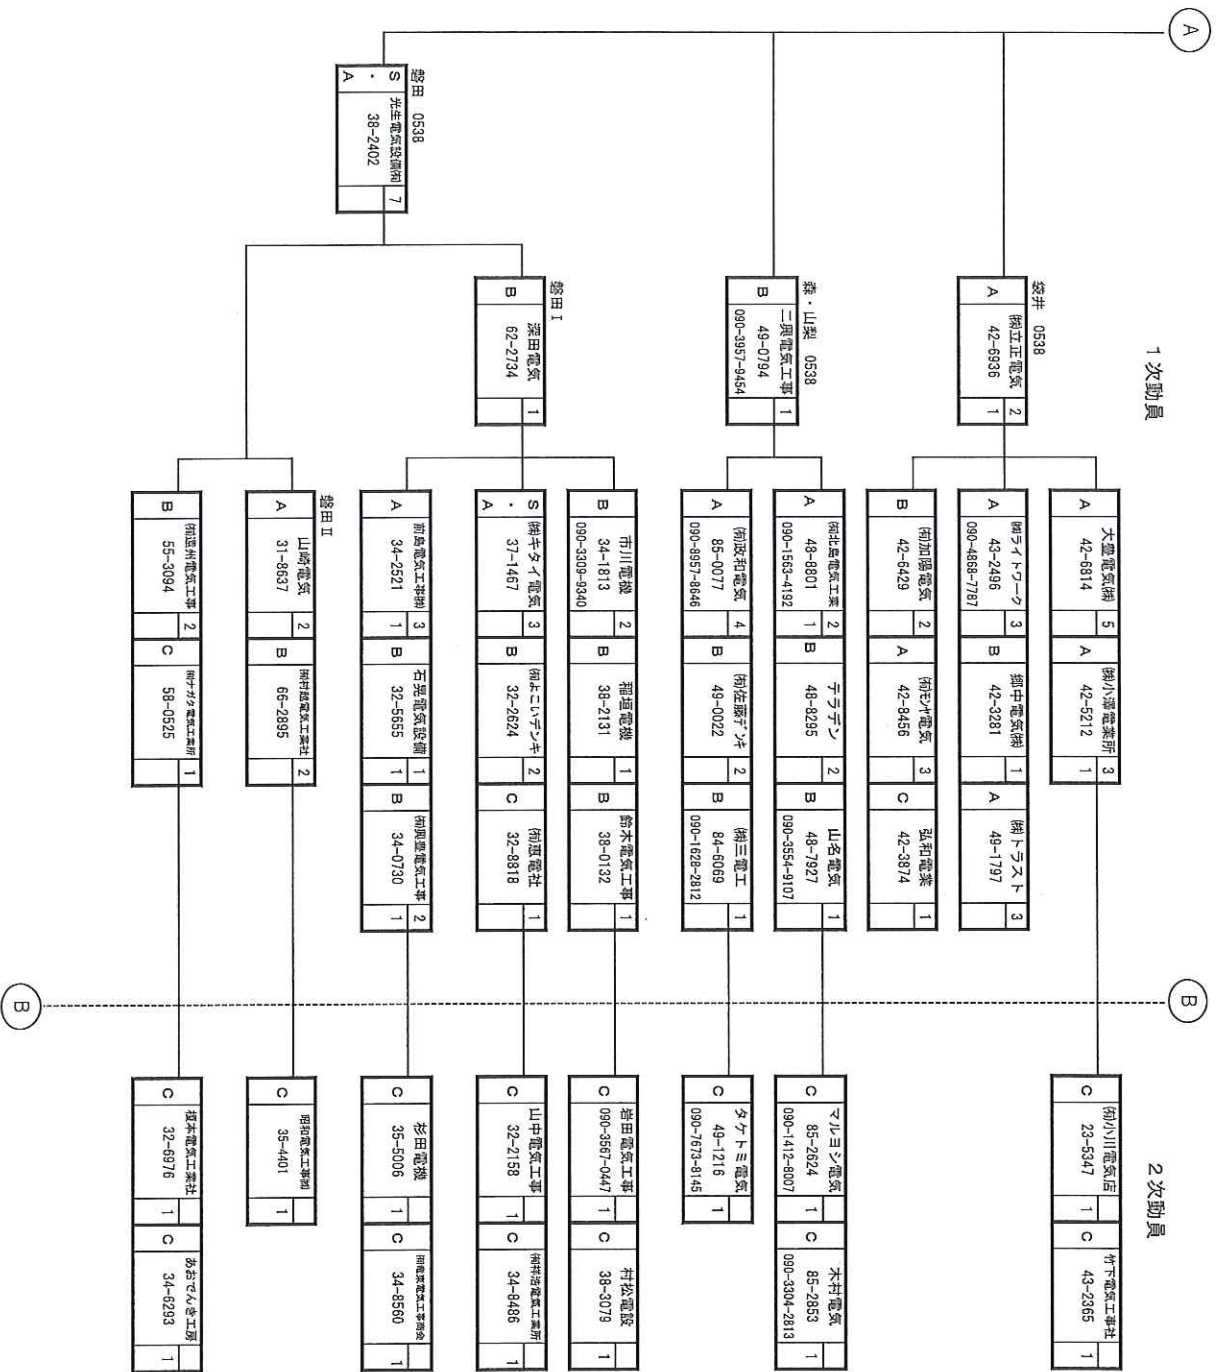 A
1次動員
2次動員
袋井 0538
A
㈱立正電気
42-6936
2
1
A
大豊電気㈱
42-6814
5
A
㈱小澤電業所
42-5212
3
1
C
㈲小川電気店
23-5347
1
C
竹下電気工事社
43-2365
1
A
㈱ライトワーク
43-2496
090-4868-7787
3
B
郷中電気㈱
42-3281
1
A
㈱トラスト
49-1797
3
B
㈲加陽電気
42-6429
2
A
㈲モンヤ電気
42-8456
3
C
弘和電業
42-3874
1
森・山梨 0538
B
二興電気工事
49-0794
090-3957-9454
1
A
㈲北島電気工業
48-8801
090-1563-4192
2
1
B
テラデン
48-8295
2
B
山名電気
48-7927
090-3554-9107
1
C
マルヨシ電気
85-2624
090-1412-8007
1
C
木村電気
85-2853
090-3304-2813
1
A
㈲政和電気
85-0077
090-8957-8646
4
B
㈲佐藤デンキ
49-0022
2
B
㈱三電工
84-6069
090-1628-2812
1
C
タケトミ電気
49-1216
090-7673-8145
1
磐田 0538
S・A
光生電気設備㈲
38-2402
7
磐田Ⅰ
B
深田電気
62-2734
1
B
市川電機
34-1813
090-3309-9340
2
B
稲垣電機
38-2131
1
B
鈴木電気工事
38-0132
1
C
岩田電気工事
090-3567-0447
1
C
村松電設
38-3079
1
S・A
㈱キタイ電気
37-1467
3
B
㈲よこいデンキ
32-2624
2
C
㈲恵電社
32-8818
1
C
山中電気工事
32-2158
1
C
㈲祥浩電気工業所
34-8486
1
A
前島電気工事㈱
34-2521
3
1
B
石晃電気設備
32-5655
1
1
B
㈲興豊電気工事
34-0730
2
1
C
杉田電機
35-5006
1
C
34-8560
1
磐田Ⅱ
A
山崎電気
31-8637
2
B
㈲村越電気工業社
66-2895
2
C
昭和電気工事㈲
35-4401
1
B
㈲遠州電気工事
55-3094
2
C
㈲ナガタ電気工業所
58-0525
1
C
榎本電気工業社
32-6976
1
C
あおでんき工房
34-6293
1
B
B